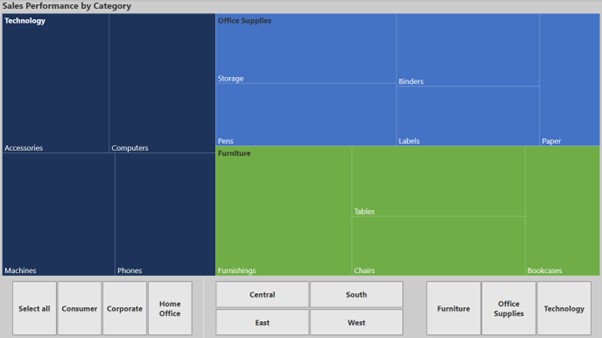 Sales Performance by Category
Technology
Office Supplies
Storage
Binders
Pens
Labels
Paper
Accessories
Computers
Furniture
Tables
Machines
Phones
Furnishings
Chairs
Bookcases
Select all
Consumer
Corporate
Home
Office
Central
South
East
West
Furniture
Office
Supplies
Technology